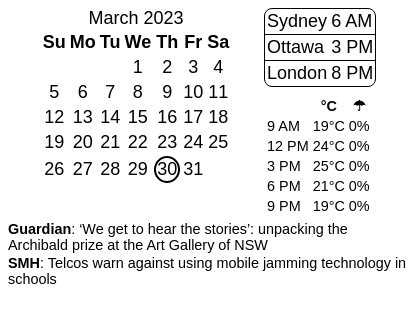 March 2023
Su Mo Tu We Th Fr Sa
1 2 3 4
5 6 7 8 9 10 11
12 13 14 15 16 17 18
19 20 21 22 23 24 25
26 27 28 29 30 31
Sydney 6 AM
Ottawa 3 PM
London 8 PM
°C ☂
9 AM 19°C 0%
12 PM 24°C 0%
3 PM 25°C 0%
6 PM 21°C 0%
9 PM 19°C 0%
Guardian: ‘We get to hear the stories’: unpacking the
Archibald prize at the Art Gallery of NSW
SMH: Telcos warn against using mobile jamming technology in
schools